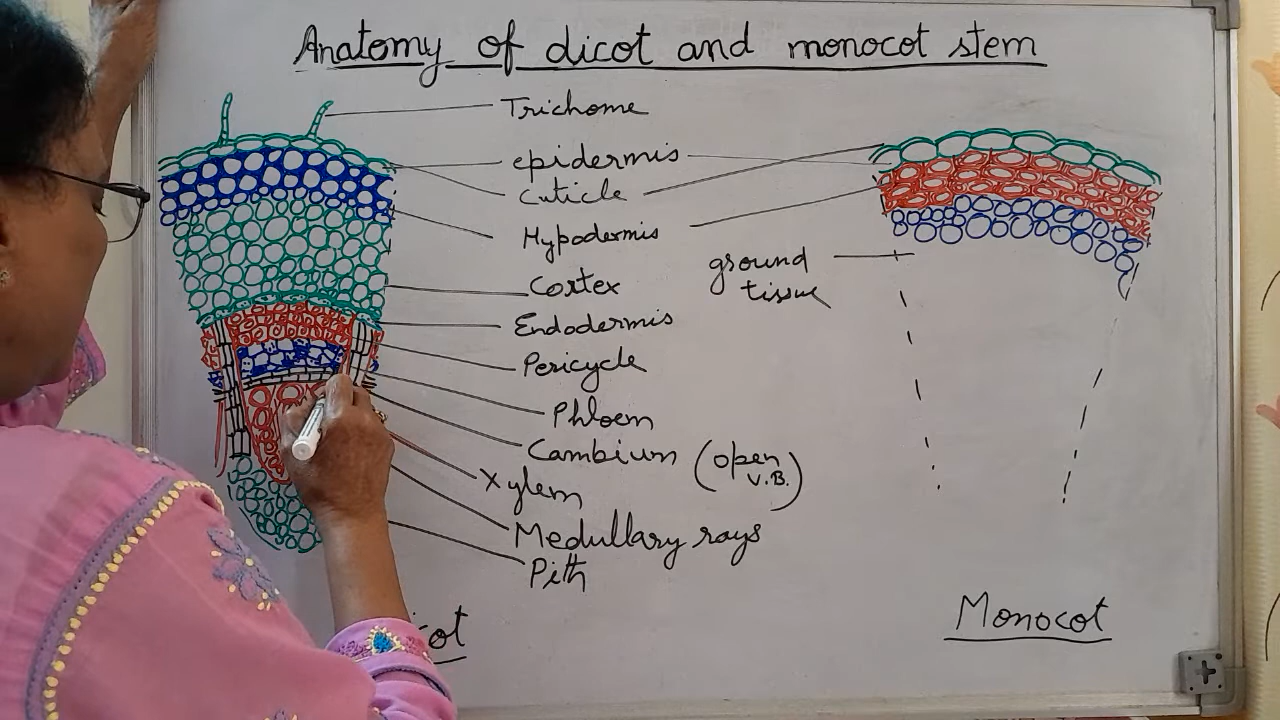 Anatomy of dicot and monocot stem
Trichome
epidermis
Cuticle
Hypodermis
ground
tissue
Cortex
Endodermis
Pericycle
Phloem
Cambium (open
V.B.)
Xylem
Medullary rays
Pith
cot
Monocot